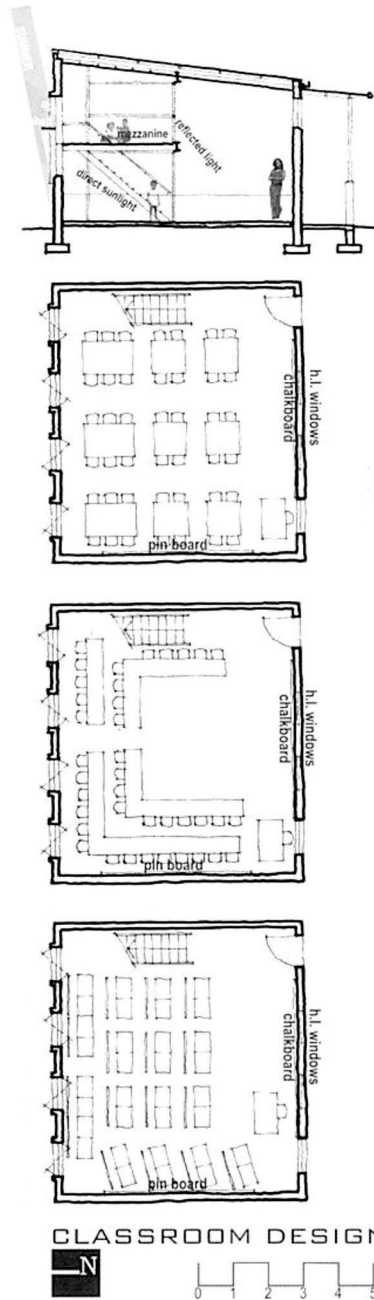 mezzanine
reflected light
direct sunlight
h.l. windows
chalkboard
pin board
h.l. windows
chalkboard
pin board
h.l. windows
chalkboard
pin board
CLASSROOM DESIGN
N
0 1 2 3 4 5